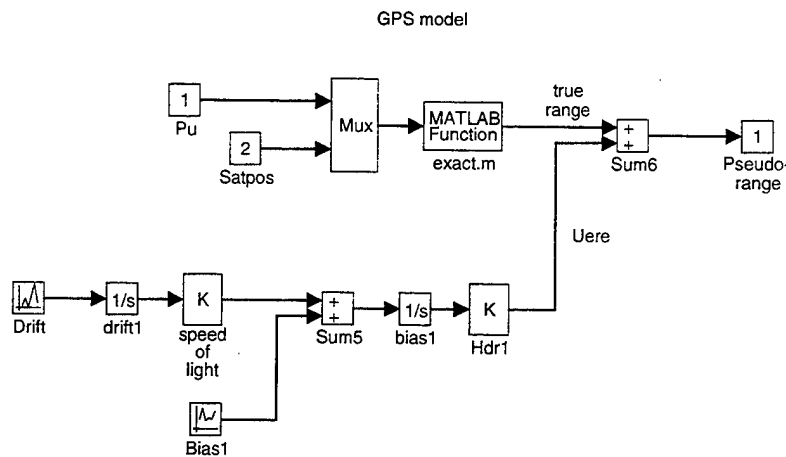 GPS model
1
Pu
2
Satpos
Mux
MATLAB
Function
exact.m
true
range
+
+
Sum6
1
Pseudo-
range
Uere
Drift
1/s
drift1
K
speed
of
light
+
+
Sum5
1/s
bias1
K
Hdr1
Bias1